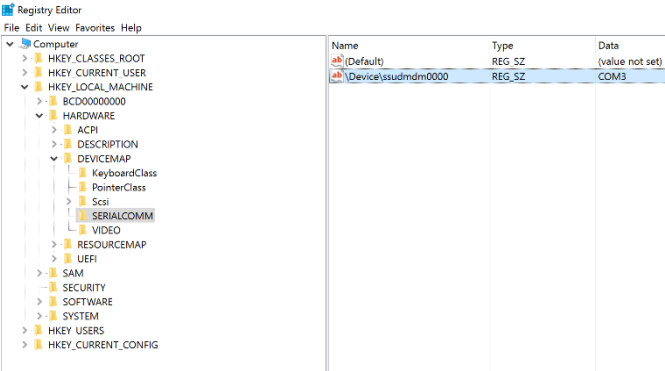 Registry Editor
File Edit View Favorites Help
Computer
HKEY_CLASSES_ROOT
HKEY_CURRENT_USER
HKEY_LOCAL_MACHINE
BCD00000000
HARDWARE
ACPI
DESCRIPTION
DEVICEMAP
KeyboardClass
PointerClass
Scsi
SERIALCOMM
VIDEO
RESOURCEMAP
UEFI
SAM
SECURITY
SOFTWARE
SYSTEM
HKEY_USERS
HKEY_CURRENT_CONFIG
Name Type Data
ab (Default) REG_SZ (value not set)
ab \Device\ssudmdm0000 REG_SZ COM3